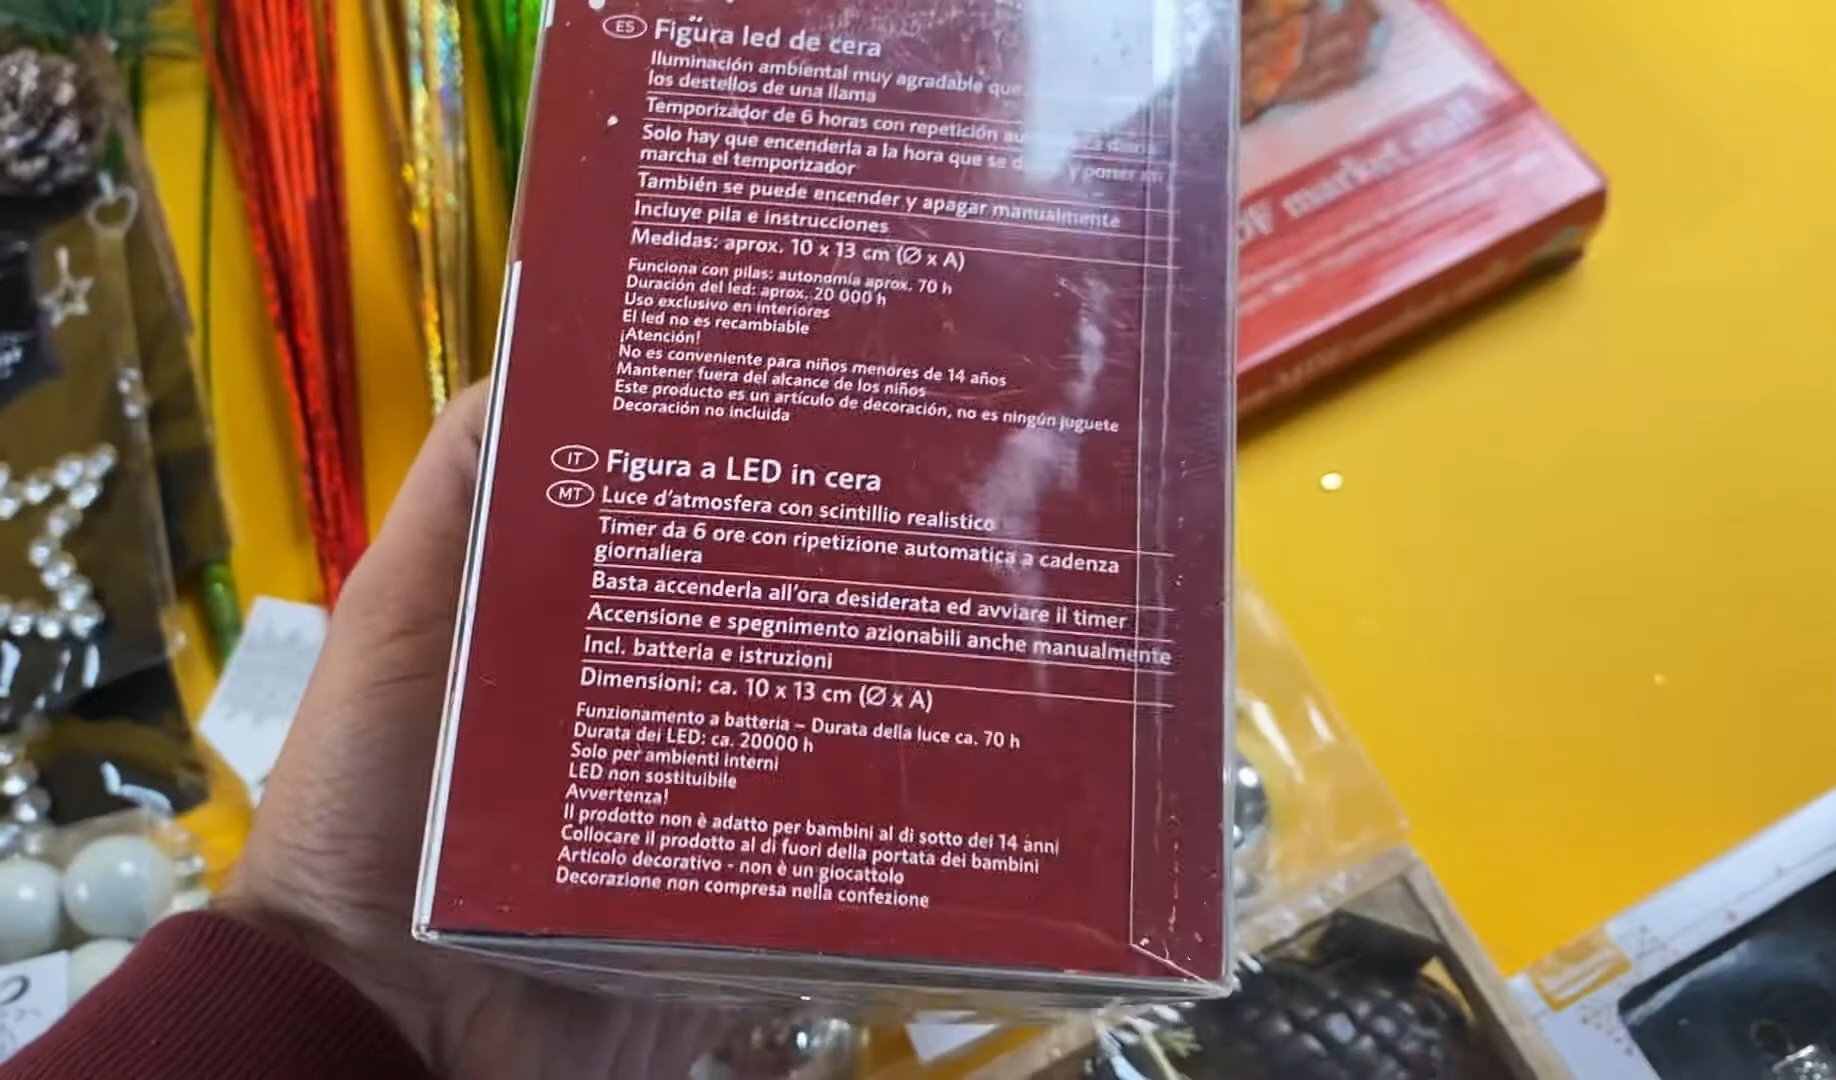 ES Figura led de cera
Iluminación ambiental muy agradable que
los destellos de una llama
Temporizador de 6 horas con repetición
Solo hay que encenderla a la hora que se y poner en
marcha el temporizador
También se puede encender y apagar manualmente
Incluye pila e instrucciones
Medidas: aprox. 10 x 13 cm (Ø x A)
Funciona con pilas: autonomía aprox. 70 h
Duración del led: aprox. 20 000 h
Uso exclusivo en interiores
El led no es recambiable
¡Atención!
No es conveniente para niños menores de 14 años
Mantener fuera del alcance de los niños
Este producto es un artículo de decoración, no es ningún juguete
Decoración no incluida
IT Figura a LED in cera
MT Luce d'atmosfera con scintillio realistico
Timer da 6 ore con ripetizione automatica a cadenza
giornaliera
Basta accenderla all'ora desiderata ed avviare il timer
Accensione e spegnimento azionabili anche manualmente
Incl. batteria e istruzioni
Dimensioni: ca. 10 x 13 cm (Ø x A)
Funzionamento a batteria – Durata della luce ca. 70 h
Durata dei LED: ca. 20000 h
Solo per ambienti interni
LED non sostituibile
Avvertenza!
Il prodotto non è adatto per bambini al di sotto dei 14 anni
Collocare il prodotto al di fuori della portata dei bambini
Articolo decorativo - non è un giocattolo
Decorazione non compresa nella confezione
market stall